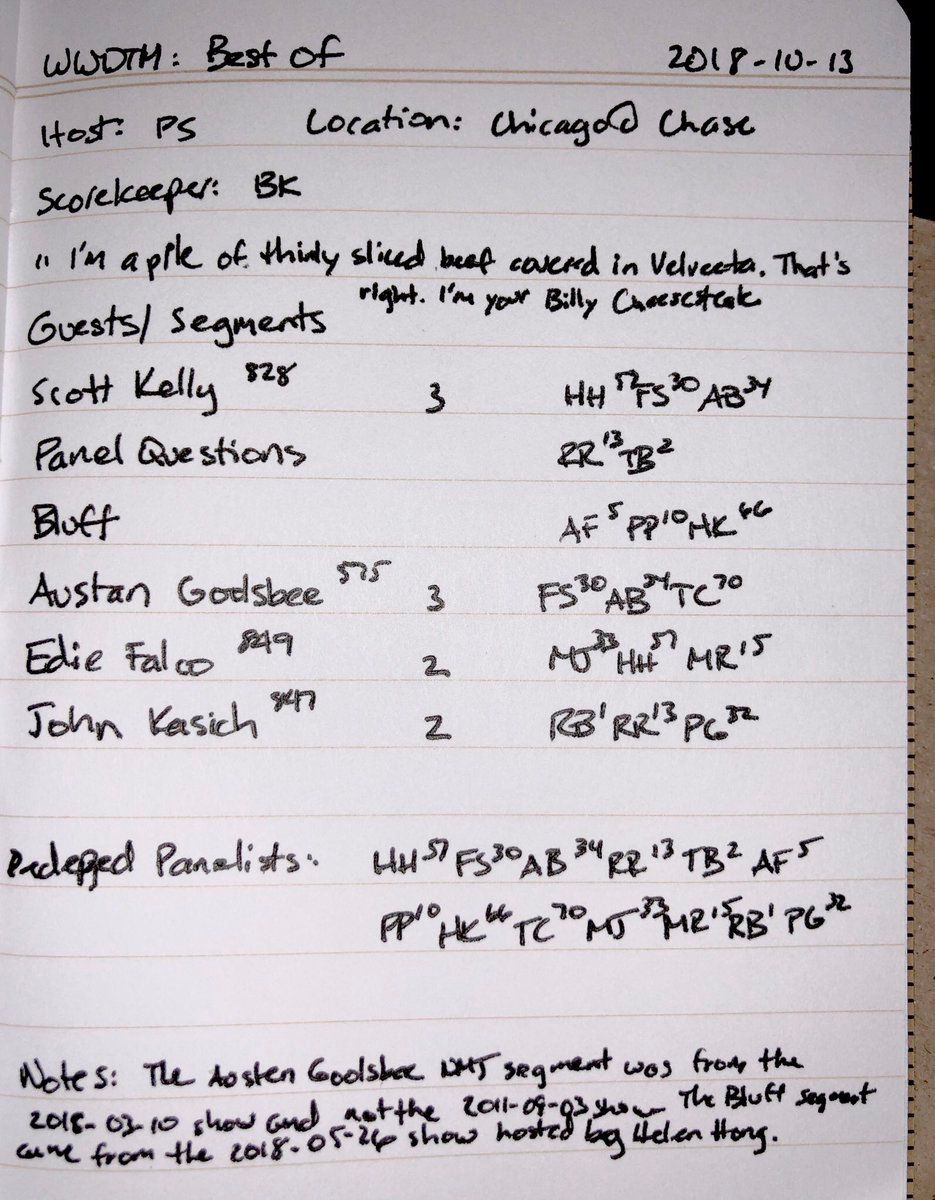 WWDTM: Best Of 2018-10-13
Host: PS Location: Chicago@ Chase
Scorekeeper: BK
"I'm a pile of thinly sliced beef covered in Velveeta. That's
right. I'm your Billy Cheesesteak
Guests/Segments
Scott Kelly 828 3 HH 57 FS 30 AB 34
Panel Questions RR 13 TB 2
Bluff AF 5 PP 10 HK 66
Austan Godsbee 575 3 FS 30 AB 34 TC 70
Edie Falco 849 2 MJ 33 HH 57 MR 15
John Kasich 847 2 RB 1 RR 13 PG 32
Panelists: HH 57 FS 30 AB 34 RR 13 TB 2 AF 5
PP 10 HK 66 TC 70 MJ 33 MR 15 RB 1 PG 32
Notes: The Austen Goolsbee NMJ segment was from the
2018-03-10 show and not the 2011-09-03 show. The Bluff segment
came from the 2018-05-26 show hosted by Helen Hong.